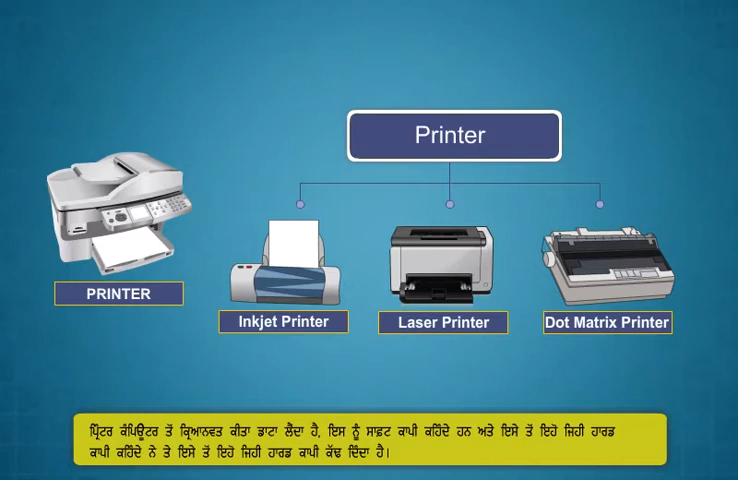 Printer
PRINTER
Inkjet Printer
Laser Printer
Dot Matrix Printer
ਪ੍ਰਿੰਟਰ ਕੰਪਿਊਟਰ ਤੋਂ ਕ੍ਰਿਆਨਵਤ ਕੀਤਾ ਡਾਟਾ ਲੈਂਦਾ ਹੈ, ਇਸ ਨੂੰ ਸਾਫ਼ਟ ਕਾਪੀ ਕਹਿੰਦੇ ਹਨ ਅਤੇ ਇਸੇ ਤੋਂ ਇਹੋ ਜਿਹੀ ਹਾਰਡ
ਕਾਪੀ ਕਹਿੰਦੇ ਨੇ ਤੇ ਇਸੇ ਤੋਂ ਇਹੋ ਜਿਹੀ ਹਾਰਡ ਕਾਪੀ ਕੱਢ ਦਿੰਦਾ ਹੈ।